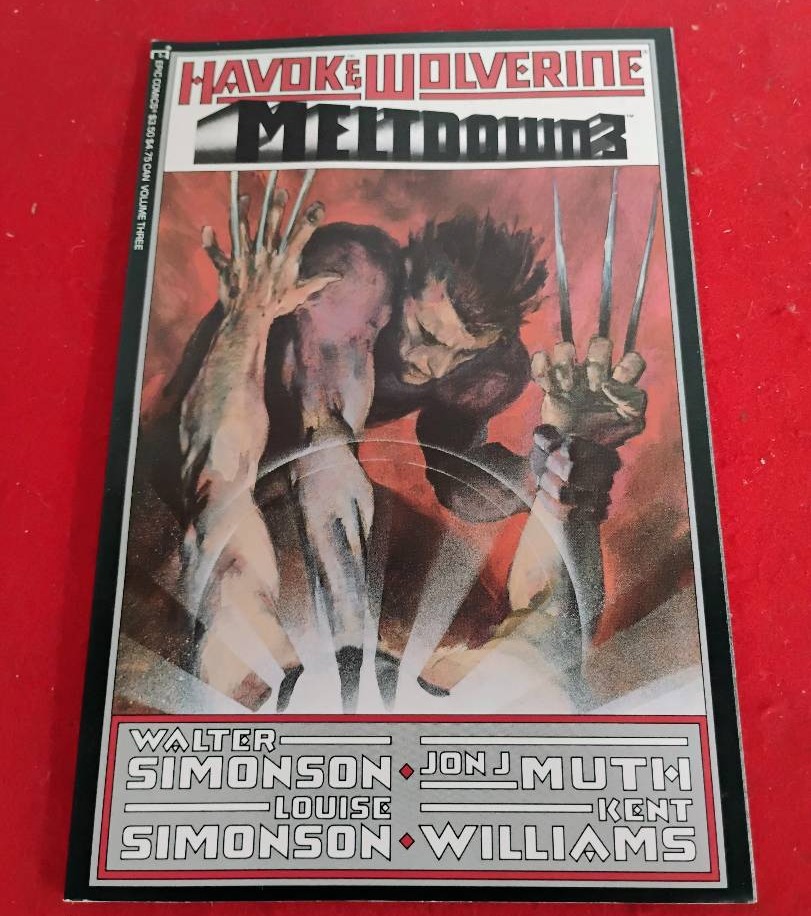 HAVOK & WOLVERINE
MELTDOWN 3
™
EPIC COMICS® $3.50 $4.75 CAN VOLUME THREE
WALTER
SIMONSON
LOUISE
SIMONSON
JON J MUTH
KENT
WILLIAMS